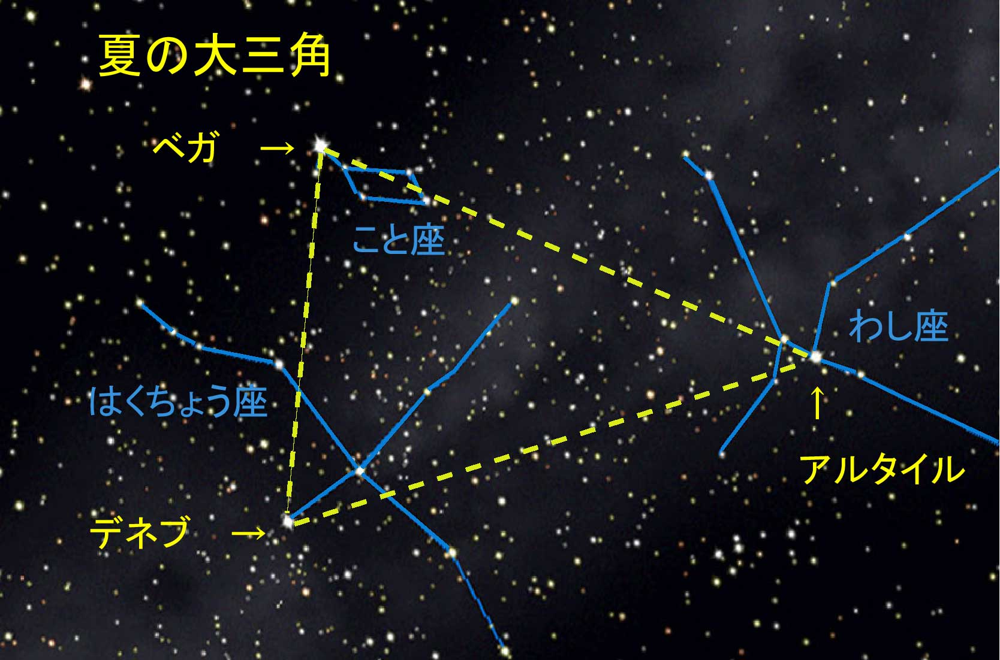 夏の大三角
ベガ →
こと座
わし座
はくちょう座
↑
アルタイル
デネブ →